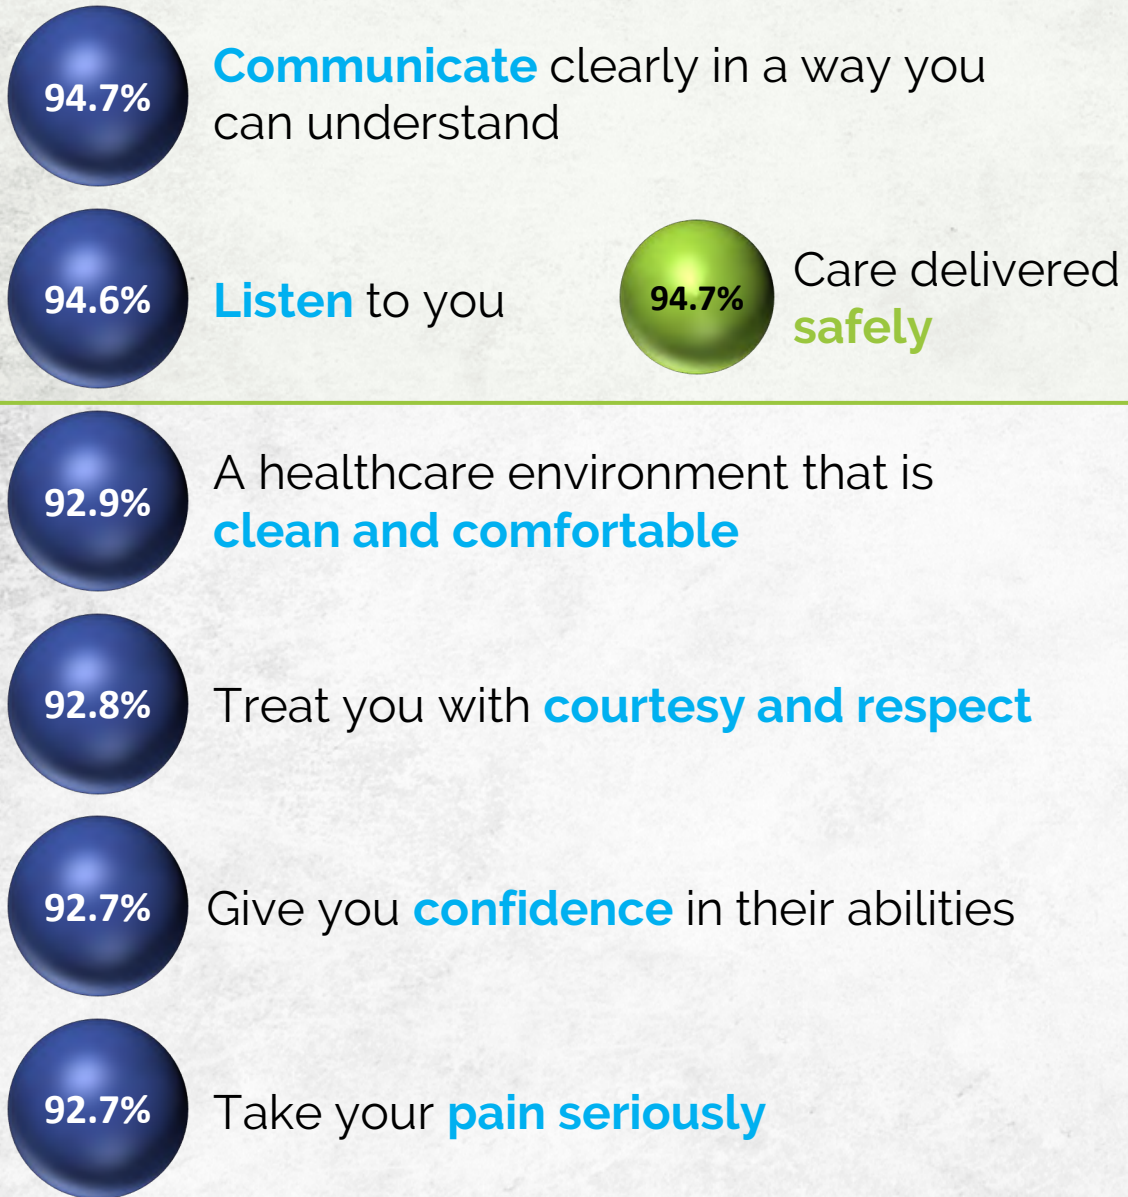 94.7%
Communicate clearly in a way you
can understand
94.6%
Listen to you
94.7%
Care delivered
safely
92.9%
A healthcare environment that is
clean and comfortable
92.8%
Treat you with courtesy and respect
92.7%
Give you confidence in their abilities
92.7%
Take your pain seriously